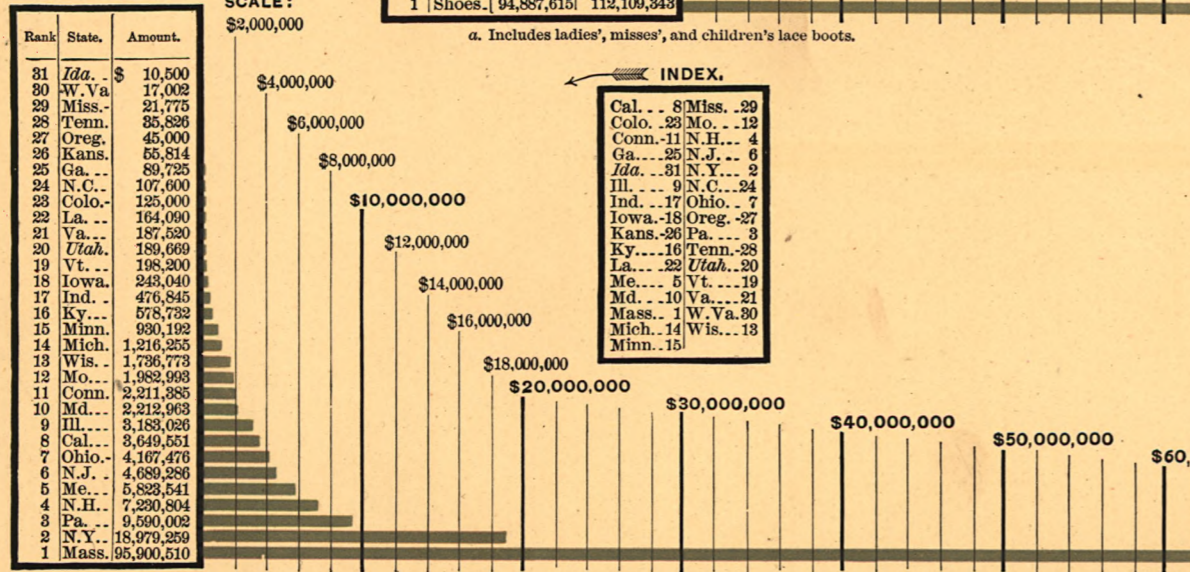 SCALE:
1 Shoes. 94,887,615 112,109,343
a. Includes ladies', misses', and children's lace boots.
Rank State. Amount.
31 Ida. - $ 10,500
30 W.Va 17,002
29 Miss.- 21,775
28 Tenn. 35,826
27 Oreg. 45,000
26 Kans. 55,814
25 Ga. -- 89,725
24 N.C.. 107,600
23 Colo.- 125,000
22 La. -- 164,090
21 Va... 187,520
20 Utah. 189,669
19 Vt. -- 198,200
18 Iowa. 243,040
17 Ind. . 476,845
16 Ky... 578,732
15 Minn. 930,192
14 Mich. 1,216,255
13 Wis. . 1,736,773
12 Mo... 1,982,993
11 Conn. 2,211,385
10 Md... 2,212,963
9 Ill.... 3,183,026
8 Cal... 3,649,551
7 Ohio.- 4,167,476
6 N.J. . 4,689,286
5 Me... 5,823,541
4 N.H.. 7,230,804
3 Pa. .. 9,590,002
2 N.Y.. 18,979,259
1 Mass. 95,900,510
$2,000,000
$4,000,000
$6,000,000
$8,000,000
$10,000,000
$12,000,000
$14,000,000
$16,000,000
$18,000,000
$20,000,000
$30,000,000
$40,000,000
$50,000,000
$60,
INDEX.
Cal. .. 8 Miss. .29
Colo. .23 Mo. ..12
Conn.-11 N.H... 4
Ga....25 N.J. .. 6
Ida. ..31 N.Y... 2
Ill. ... 9 N.C...24
Ind. ..17 Ohio. . 7
Iowa.-18 Oreg. -27
Kans.-26 Pa. ... 3
Ky....16 Tenn.-28
La. ...22 Utah..20
Me. ... 5 Vt. ...19
Md. ..10 Va....21
Mass.. 1 W.Va.30
Mich..14 Wis...13
Minn..15